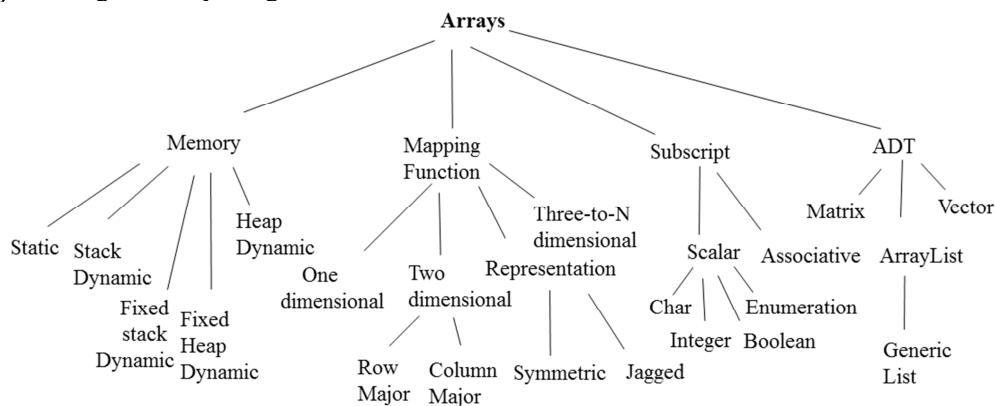 Arrays
Memory
Mapping
Function
Subscript
ADT
Static
Stack
Dynamic
Fixed
stack
Dynamic
Fixed
Heap
Dynamic
Heap
Dynamic
One
dimensional
Two
dimensional
Row
Major
Column
Major
Representation
Symmetric
Jagged
Three-to-N
dimensional
Scalar
Char
Integer
Boolean
Enumeration
Associative
Matrix
ArrayList
Generic
List
Vector